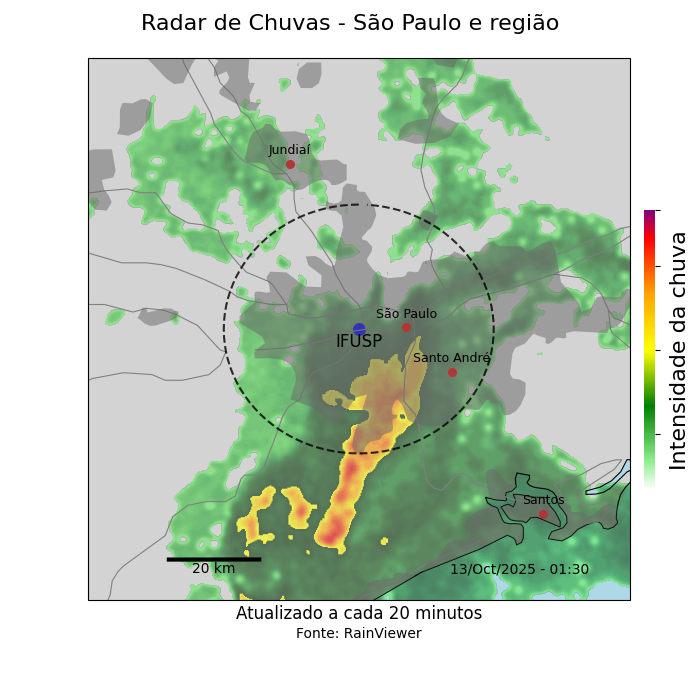 Radar de Chuvas - São Paulo e região
Jundiaí
São Paulo
IFUSP
Santo André
Santos
20 km
13/Oct/2025 - 01:30
Intensidade da chuva
Atualizado a cada 20 minutos
Fonte: RainViewer